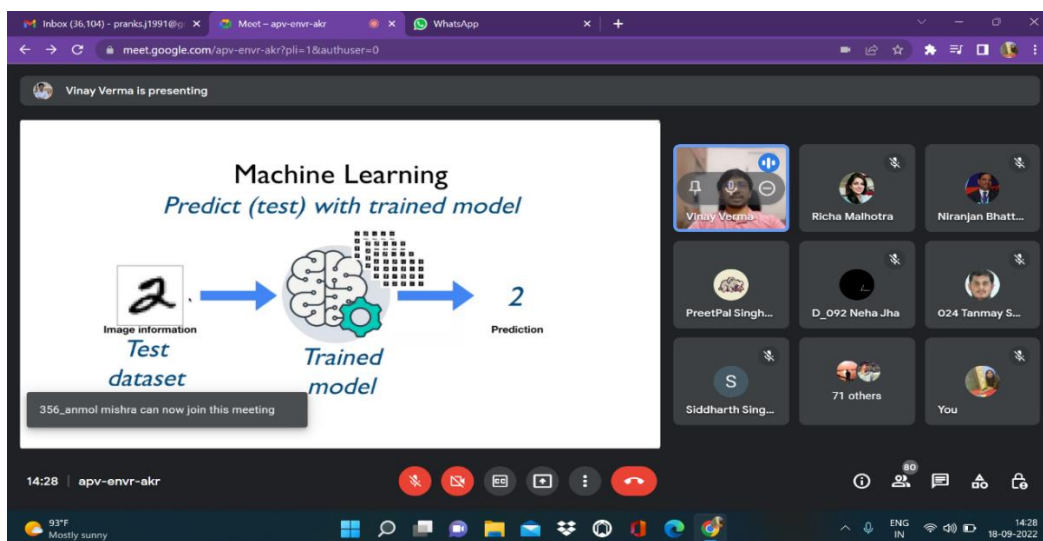 Inbox (36,104) - pranks.j1991@g
Meet – apv-envr-akr
WhatsApp
meet.google.com/apv-envr-akr?pli=1&authuser=0
Vinay Verma is presenting
Machine Learning
Predict (test) with trained model
2
2
Image information
Prediction
Test
dataset
Trained
model
356_anmol mishra can now join this meeting
Vinay Verma
Richa Malhotra
Niranjan Bhatt...
PreetPal Singh...
D_092 Neha Jha
024 Tanmay S...
S
Siddharth Sing...
71 others
You
14:28 | apv-envr-akr
CC
80
93°F
Mostly sunny
ENG
IN
14:28
18-09-2022